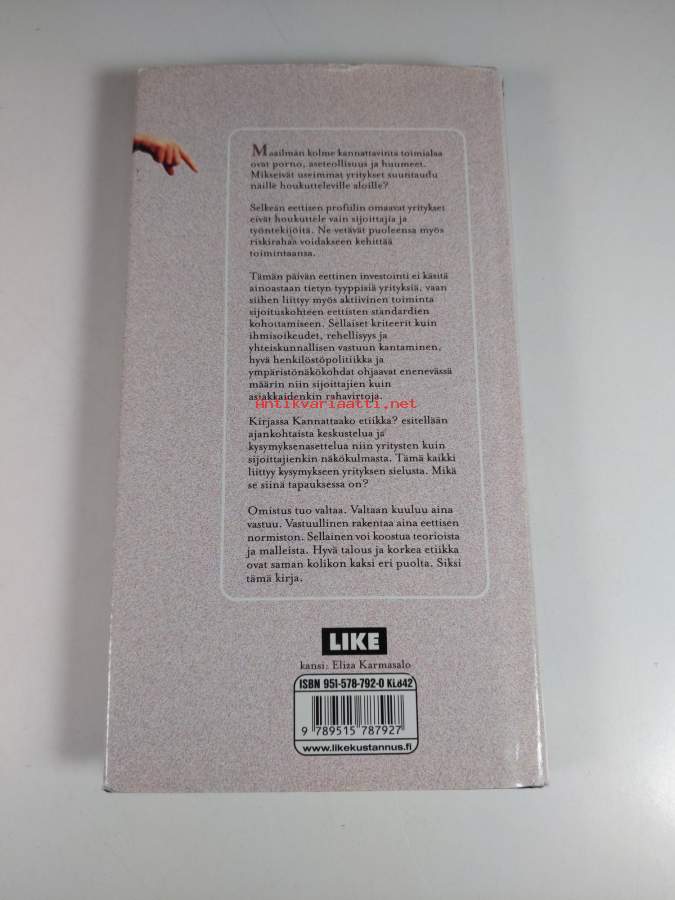 Maailman kolme kannattavinta toimialaa
ovat porno, aseteollisuus ja huumeet.
Mikseivät useimmat yritykset suuntaudu
näille houkutteleville aloille?
Selkeän eettisen profiilin omaavat yritykset
eivät houkuttele vain sijoittajia ja
työntekijöitä. Ne vetävät puoleensa myös
riskirahaa voidakseen kehittää
toimintaansa.
Tämän päivän eettinen investointi ei käsitä
ainoastaan tietyn tyyppisiä yrityksiä, vaan
siihen liittyy myös aktiivinen toiminta
sijoituskohteen eettisten standardien
kohottamiseen. Sellaiset kriteerit kuin
ihmisoikeudet, rehellisyys ja
yhteiskunnallisen vastuun kantaminen,
hyvä henkilöstöpolitiikka ja
ympäristönäkökohdat ohjaavat enenevässä
määrin niin sijoittajien kuin
asiakkaidenkin rahavirtoja.
Antikvariaatti.net
Kirjassa Kannattaako etiikka? esitellään
ajankohtaista keskustelua ja
kysymyksenasettelua niin yritysten kuin
sijoittajienkin näkökulmasta. Tämä kaikki
liittyy kysymykseen yrityksen sielusta. Mikä
se siinä tapauksessa on?
Omistus tuo valtaa. Valtaan kuuluu aina
vastuu. Vastuullinen rakentaa aina eettisen
normiston. Sellainen voi koostua teorioista
ja malleista. Hyvä talous ja korkea etiikka
ovat saman kolikon kaksi eri puolta. Siksi
tämä kirja.
LIKE
kansi: Eliza Karmasalo
ISBN 951-578-792-0 KL842
9 789515 787927
www.likekustannus.fi